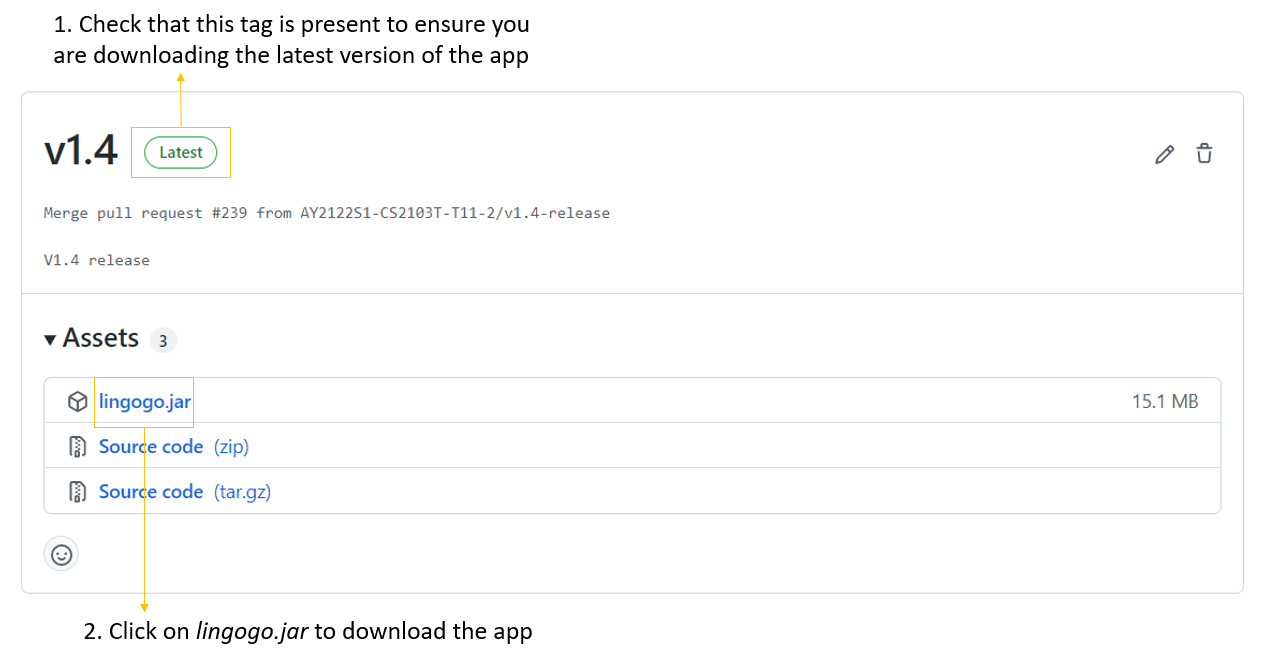 1. Check that this tag is present to ensure you
are downloading the latest version of the app
v1.4 Latest
Merge pull request #239 from AY2122S1-CS2103T-T11-2/v1.4-release
V1.4 release
Assets 3
lingogo.jar 15.1 MB
Source code (zip)
Source code (tar.gz)
2. Click on lingogo.jar to download the app